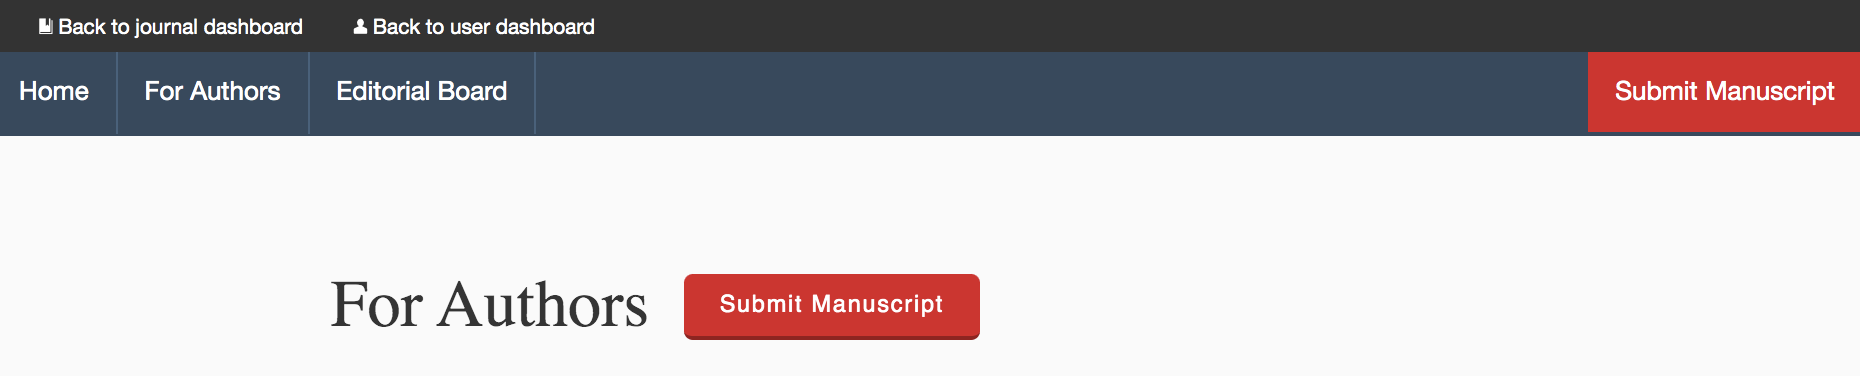 Back to journal dashboard Back to user dashboard
Home For Authors Editorial Board Submit Manuscript
For Authors Submit Manuscript